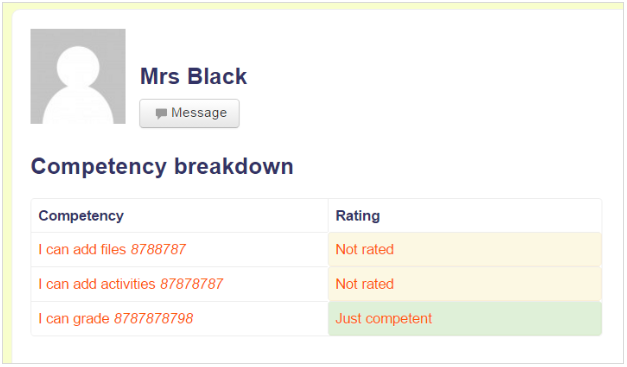 Mrs Black
Message
Competency breakdown
Competency Rating
I can add files 8788787 Not rated
I can add activities 87878787 Not rated
I can grade 8787878798 Just competent